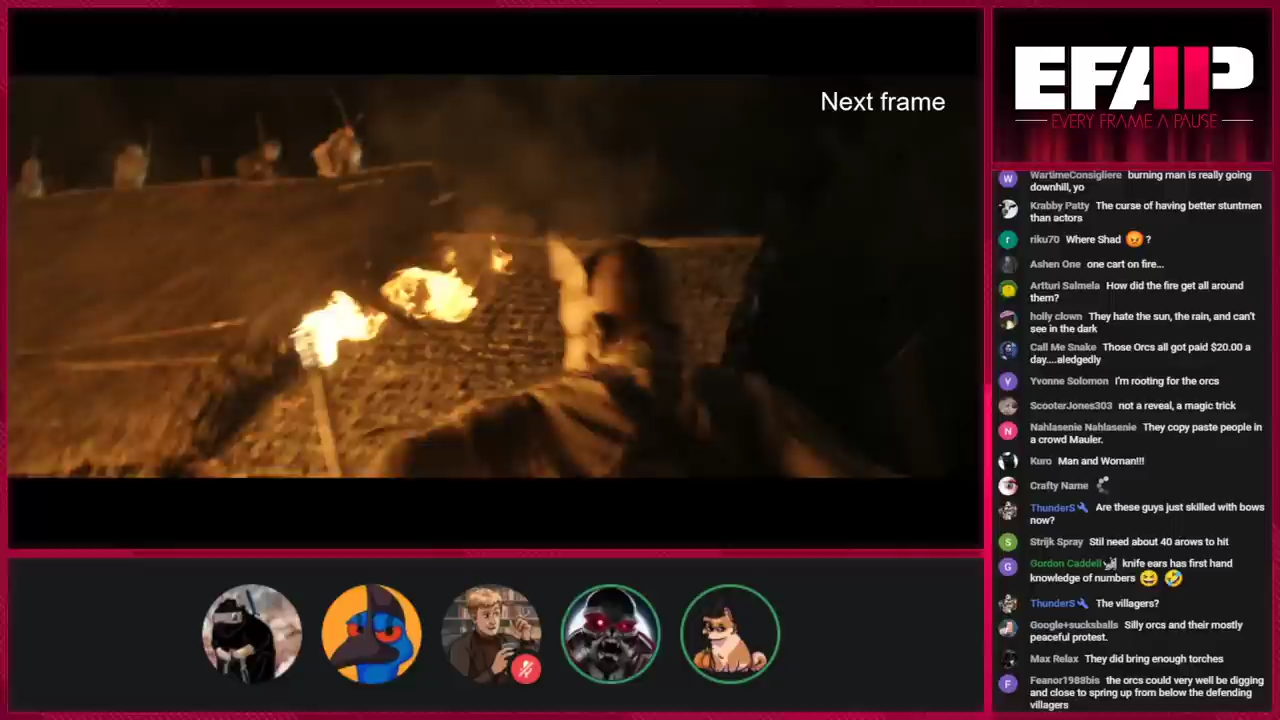 Next frame
EFAP
EVERY FRAME A PAUSE
W WartimeConsigliere burning man is really going
downhill, yo
Krabby Patty The curse of having better stuntmen
than actors
r riku70 Where Shad 😡 ?
Ashen One one cart on fire...
Artturi Salmela How did the fire get all around
them?
holly clown They hate the sun, the rain, and can't
see in the dark
Call Me Snake Those Orcs all got paid $20.00 a
day....aledgedly
Y Yvonne Solomon I'm rooting for the orcs
ScooterJones303 not a reveal, a magic trick
N Nahlasenie Nahlasenie They copy paste people in
a crowd Mauler.
Kuro Man and Woman!!!
Crafty Name
ThunderS Are these guys just skilled with bows
now?
S Strijk Spray Stil need about 40 arows to hit
G Gordon Caddell knife ears has first hand
knowledge of numbers 😆 🤣
ThunderS The villagers?
Google+sucksballs Silly orcs and their mostly
peaceful protest.
Max Relax They did bring enough torches
F Feanor1988bis the orcs could very well be digging
and close to spring up from below the defending
villagers